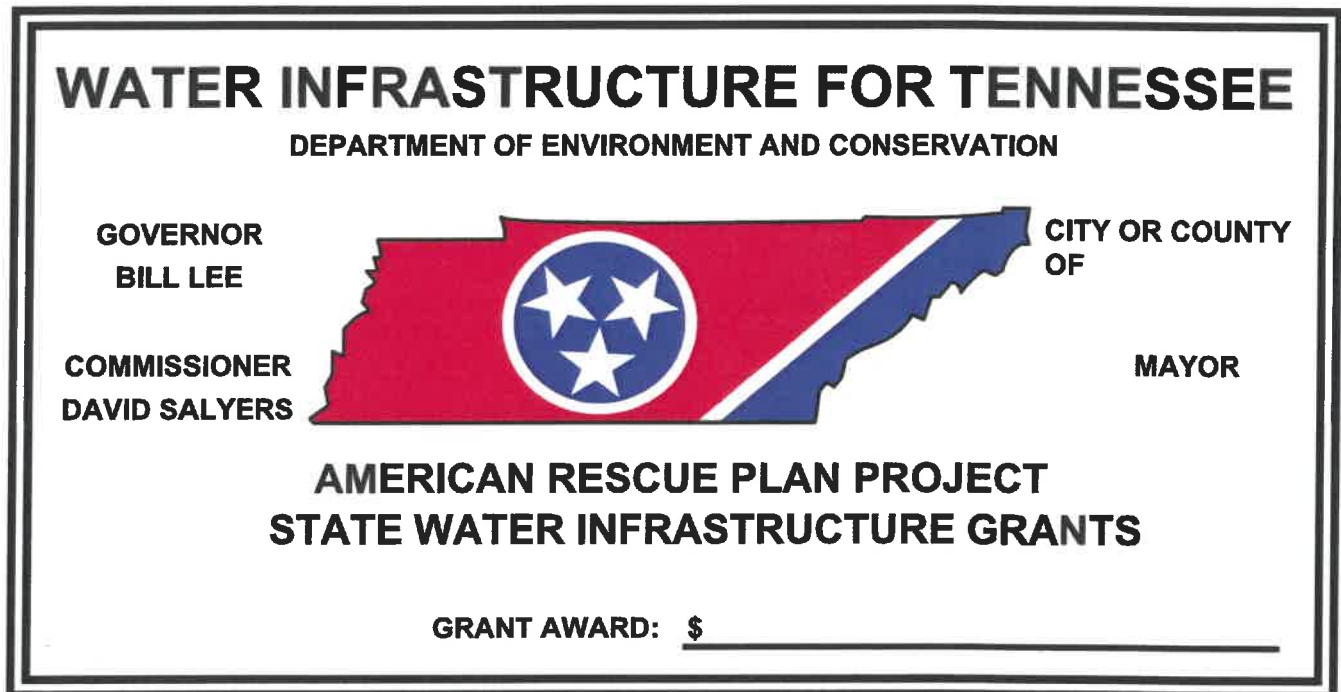 WATER INFRASTRUCTURE FOR TENNESSEE
DEPARTMENT OF ENVIRONMENT AND CONSERVATION
GOVERNOR
BILL LEE
COMMISSIONER
DAVID SALYERS
CITY OR COUNTY
OF
MAYOR
AMERICAN RESCUE PLAN PROJECT
STATE WATER INFRASTRUCTURE GRANTS
GRANT AWARD: $